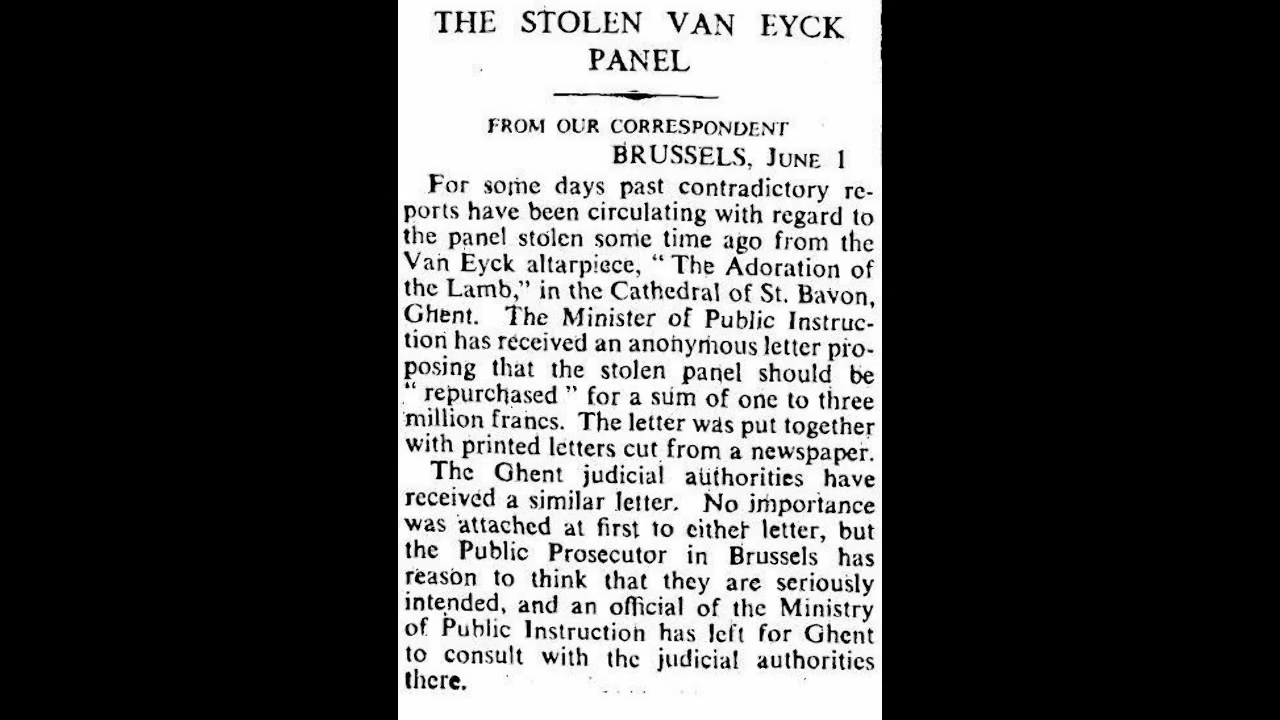 THE STOLEN VAN EYCK
PANEL
FROM OUR CORRESPONDENT
BRUSSELS, JUNE 1
For some days past contradictory re-
ports have been circulating with regard to
the panel stolen some time ago from the
Van Eyck altarpiece, “ The Adoration of
the Lamb,” in the Cathedral of St. Bavon,
Ghent. The Minister of Public Instruc-
tion has received an anonymous letter pro-
posing that the stolen panel should be
“ repurchased ” for a sum of one to three
million francs. The letter was put together
with printed letters cut from a newspaper.
The Ghent judicial authorities have
received a similar letter. No importance
was attached at first to either letter, but
the Public Prosecutor in Brussels has
reason to think that they are seriously
intended, and an official of the Ministry
of Public Instruction has left for Ghent
to consult with the judicial authorities
there.